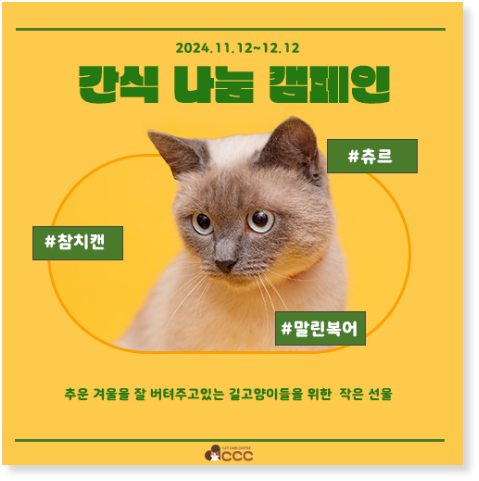 2024.11.12~12.12
간식 나눔 캠페인
#츄르
#참치캔
#말린북어
추운 겨울을 잘 버텨주고있는 길고양이들을 위한 작은 선물
CCC